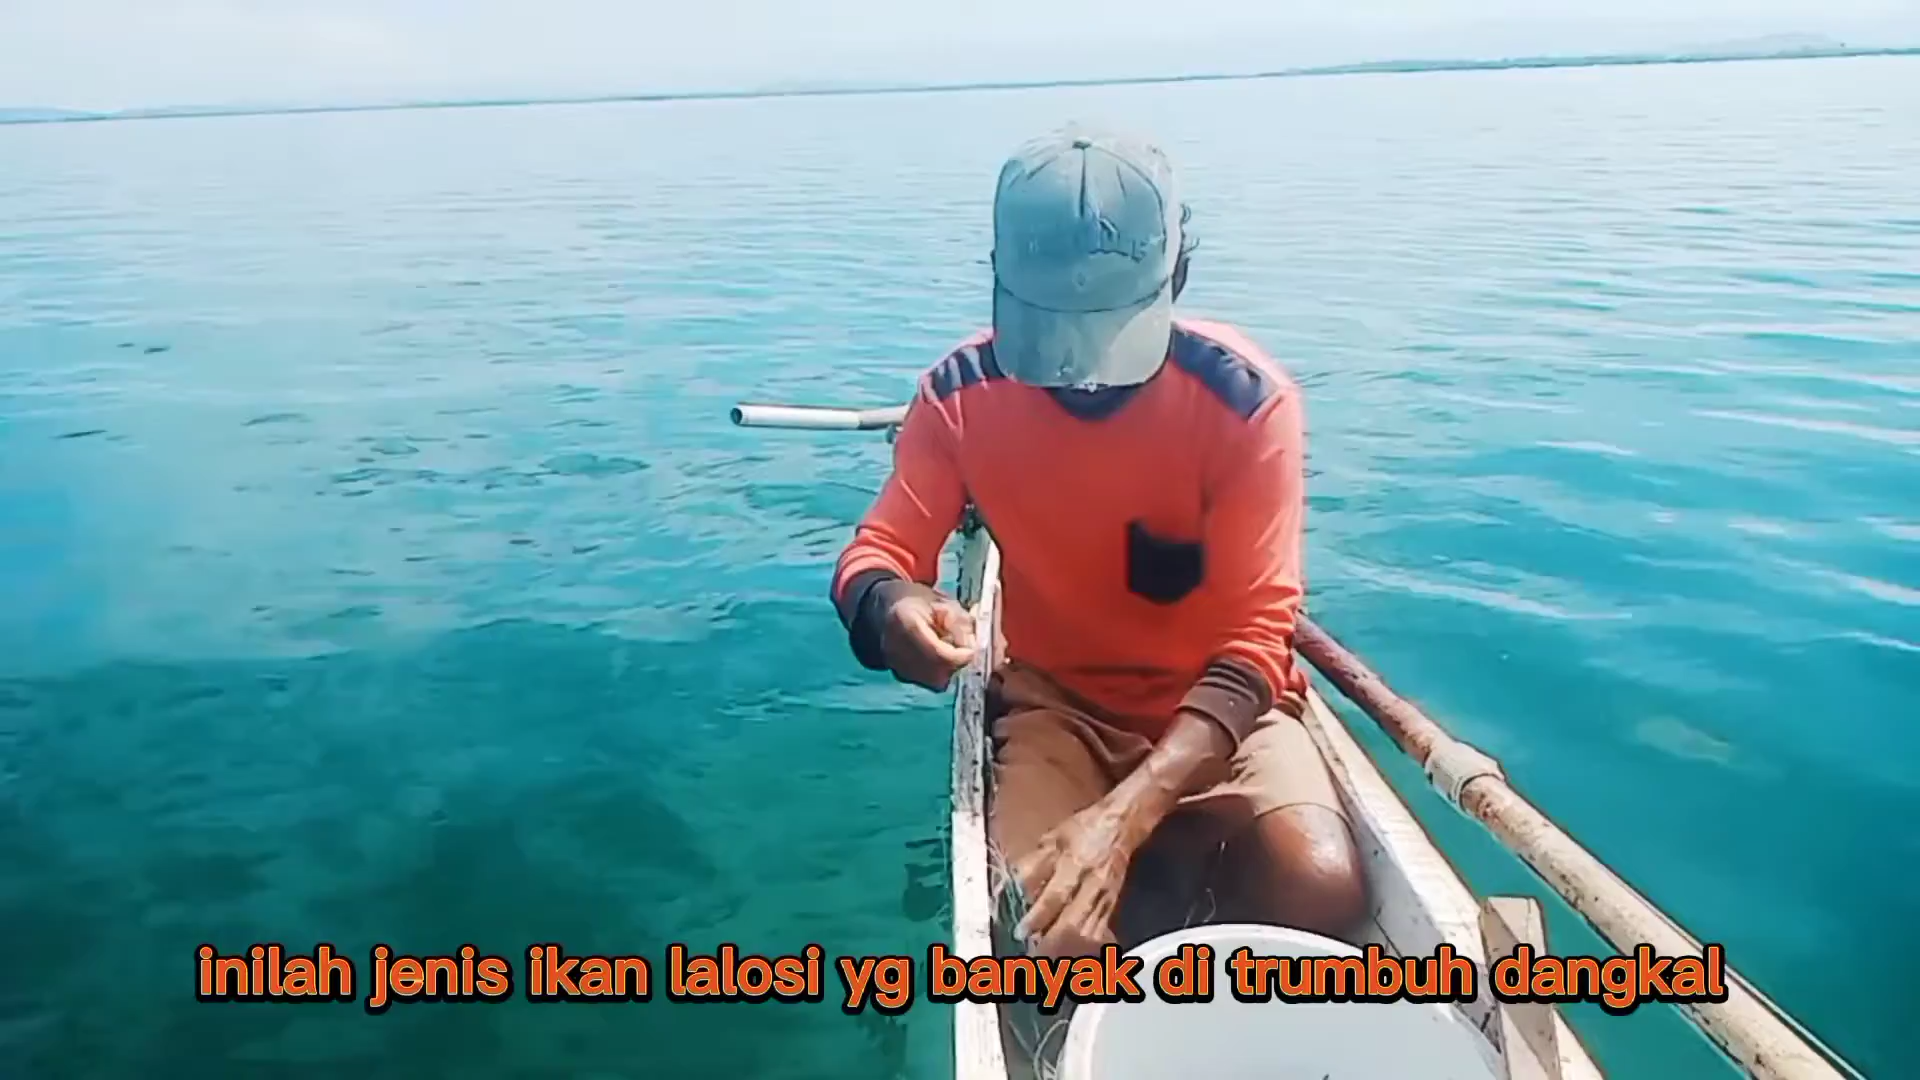 inilah jenis ikan lalosi yg banyak di trumbuh dangkal